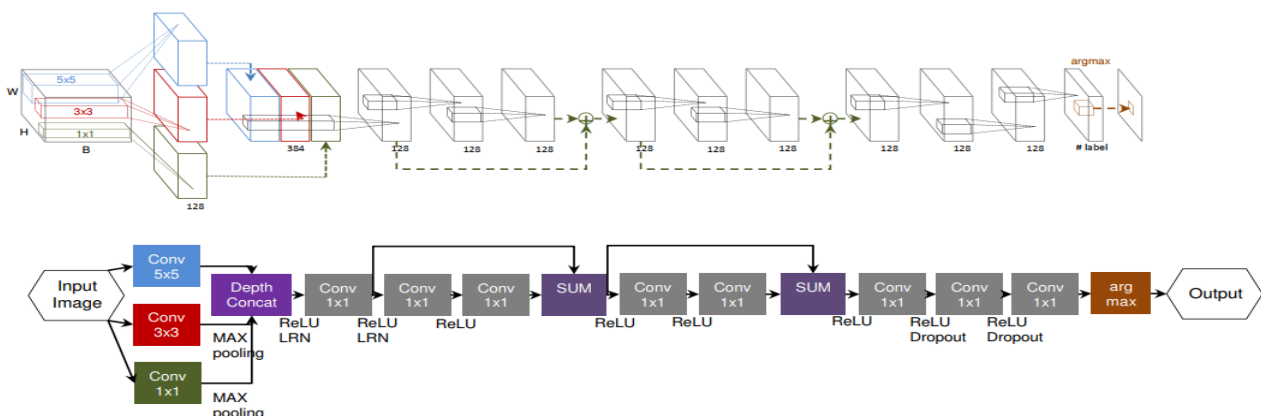 argmax
W
5x5
3x3
H
1x1
B
384
128 128 128 128 128 128 128 128 128
# label
128
Conv
5x5
Input
Image
Depth
Concat
Conv
1x1
Conv
1x1
Conv
1x1
SUM
Conv
1x1
Conv
1x1
SUM
Conv
1x1
Conv
1x1
Conv
1x1
arg
max
Output
Conv
3x3
MAX
pooling
ReLU
LRN
ReLU
LRN
ReLU
ReLU
ReLU
ReLU
ReLU
Dropout
ReLU
Dropout
Conv
1x1
MAX
pooling